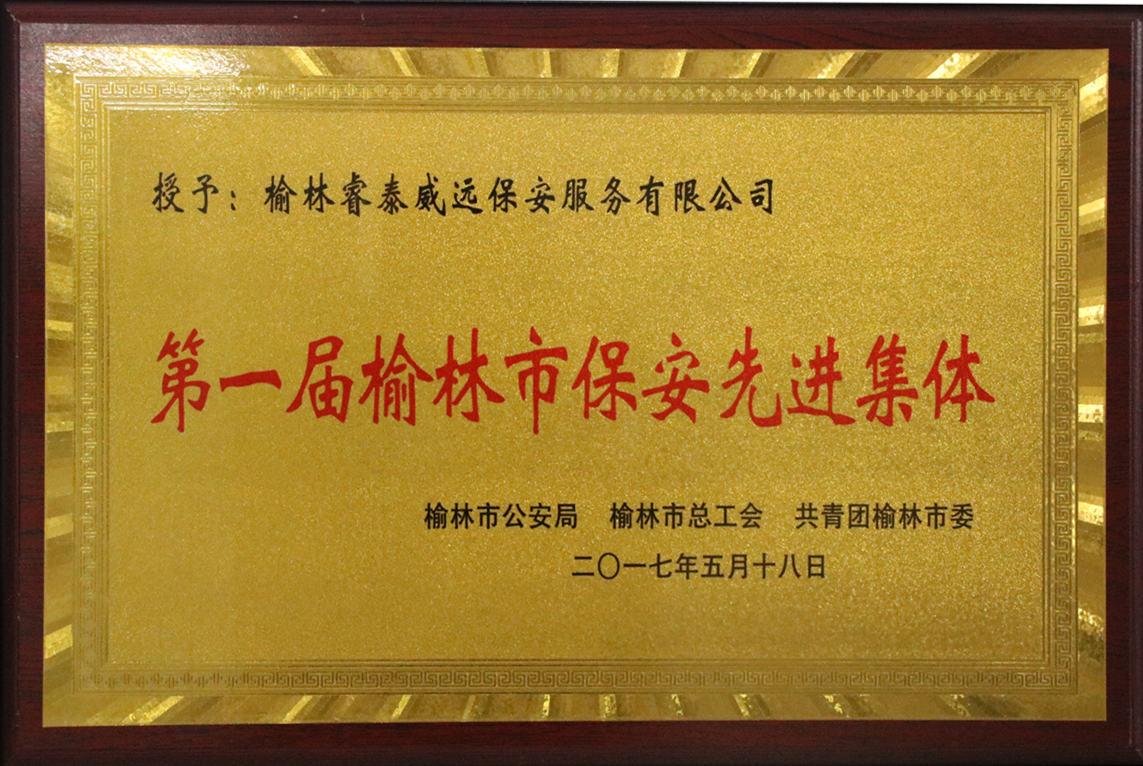 授予：榆林睿泰威远保安服务有限公司
第一届榆林市保安先进集体
榆林市公安局 榆林市总工会 共青团榆林市委
二〇一七年五月十八日